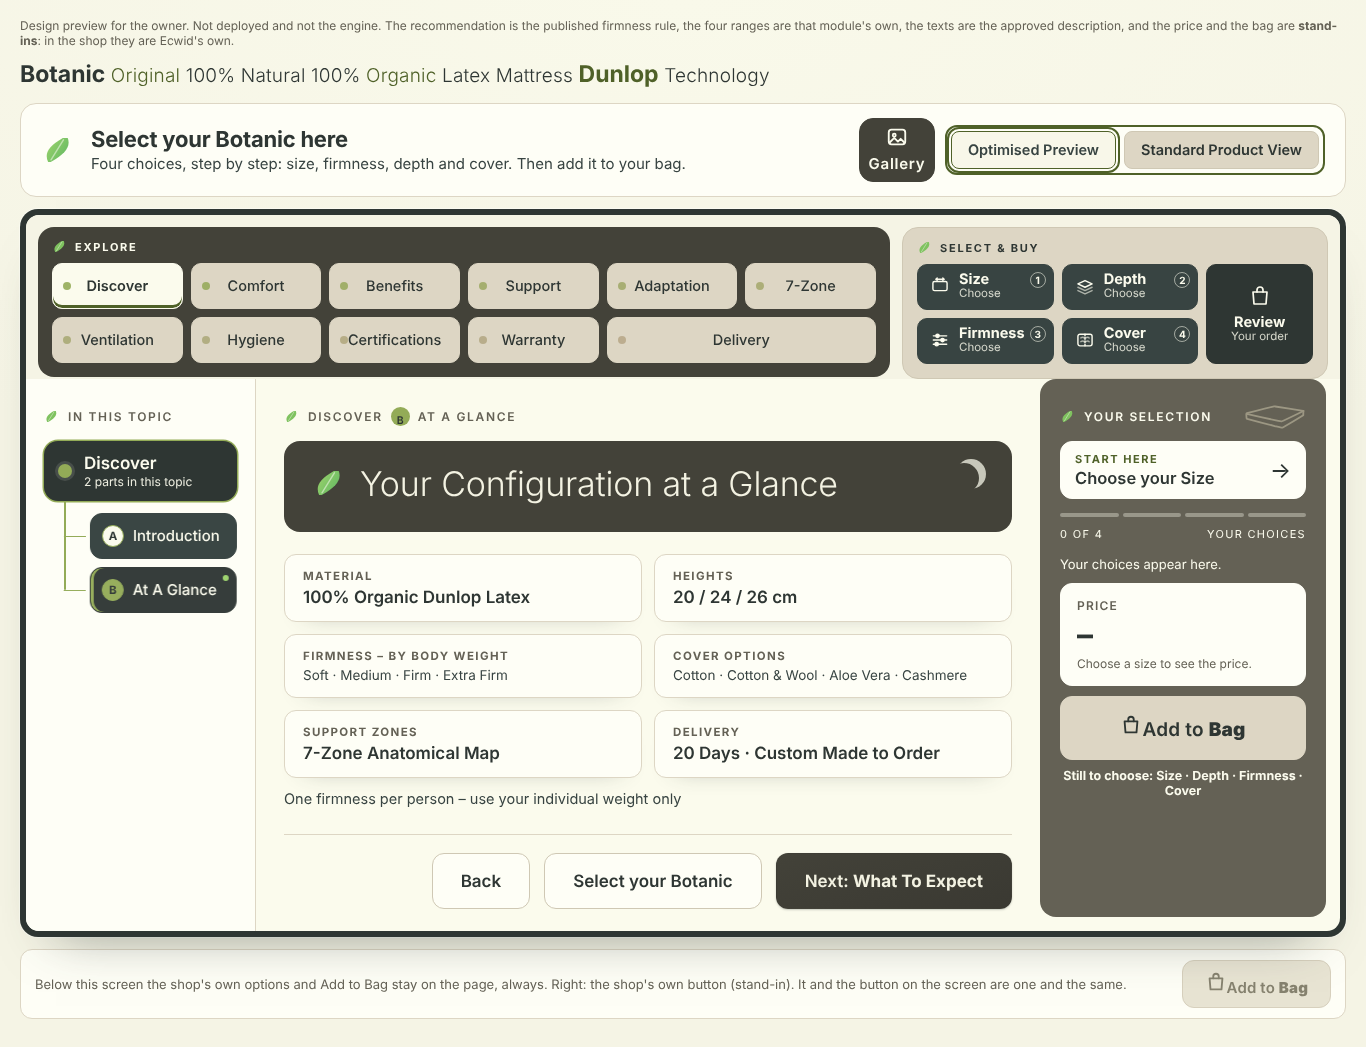 Design preview for the owner. Not deployed and not the engine. The recommendation is the published firmness rule, the four ranges are that module's own, the texts are the approved description, and the price and the bag are stand-
ins: in the shop they are Ecwid's own.
Botanic Original 100% Natural 100% Organic Latex Mattress Dunlop Technology
Select your Botanic here
Four choices, step by step: size, firmness, depth and cover. Then add it to your bag.
Gallery
Optimised Preview
Standard Product View
EXPLORE
Discover
Comfort
Benefits
Support
Adaptation
7-Zone
Ventilation
Hygiene
Certifications
Warranty
Delivery
SELECT & BUY
Size
Choose
1
Depth
Choose
2
Firmness
Choose
3
Cover
Choose
4
Review
Your order
IN THIS TOPIC
Discover
2 parts in this topic
A Introduction
B At A Glance
DISCOVER B AT A GLANCE
Your Configuration at a Glance
MATERIAL
100% Organic Dunlop Latex
HEIGHTS
20 / 24 / 26 cm
FIRMNESS – BY BODY WEIGHT
Soft · Medium · Firm · Extra Firm
COVER OPTIONS
Cotton · Cotton & Wool · Aloe Vera · Cashmere
SUPPORT ZONES
7-Zone Anatomical Map
DELIVERY
20 Days · Custom Made to Order
One firmness per person – use your individual weight only
Back
Select your Botanic
Next: What To Expect
YOUR SELECTION
START HERE
Choose your Size
0 OF 4
YOUR CHOICES
Your choices appear here.
PRICE
–
Choose a size to see the price.
Add to Bag
Still to choose: Size · Depth · Firmness ·
Cover
Below this screen the shop's own options and Add to Bag stay on the page, always. Right: the shop's own button (stand-in). It and the button on the screen are one and the same.
Add to Bag